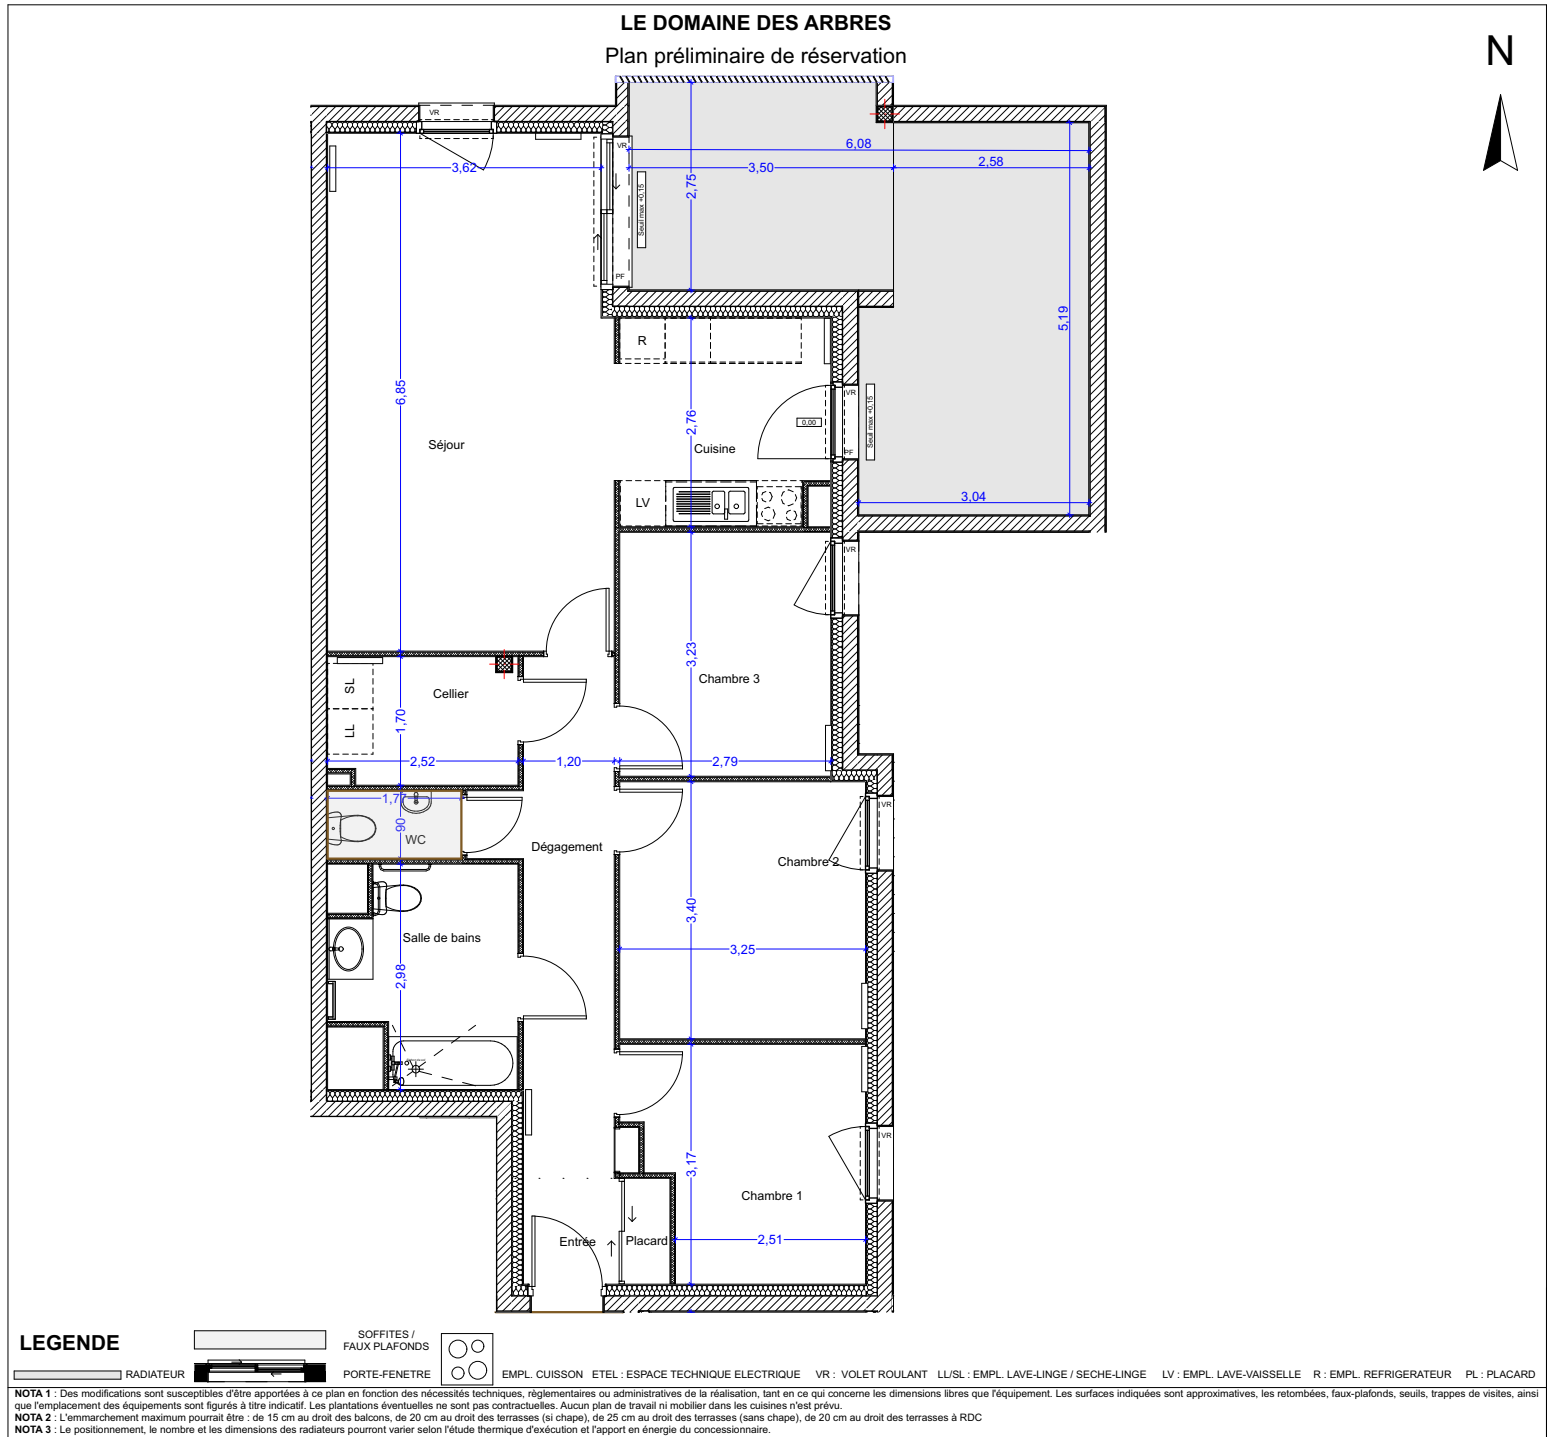 LE DOMAINE DES ARBRES
Plan préliminaire de réservation
N
VR
VR
6,08
3,62
3,50
2,58
2,75
Seuil max +0,15
PF
5,19
R
6,85
2,76
VR
Seuil max +0,15
0,00
Séjour
Cuisine
PF
3,04
LV
VR
3,23
Chambre 3
SL
Cellier
LL
1,70
2,52
1,20
2,79
1,77
VR
90
WC
Dégagement
Chambre 2
3,40
Salle de bains
3,25
2,98
VR
3,17
Chambre 1
Entrée
Placard
2,51
LEGENDE
SOFFITES /
FAUX PLAFONDS
RADIATEUR
PORTE-FENETRE
EMPL. CUISSON ETEL : ESPACE TECHNIQUE ELECTRIQUE VR : VOLET ROULANT LL/SL : EMPL. LAVE-LINGE / SECHE-LINGE LV : EMPL. LAVE-VAISSELLE R : EMPL. REFRIGERATEUR PL : PLACARD
NOTA 1 : Des modifications sont susceptibles d'être apportées à ce plan en fonction des nécessités techniques, règlementaires ou administratives de la réalisation, tant en ce qui concerne les dimensions libres que l'équipement. Les surfaces indiquées sont approximatives, les retombées, faux-plafonds, seuils, trappes de visites, ainsi
que l'emplacement des équipements sont figurés à titre indicatif. Les plantations éventuelles ne sont pas contractuelles. Aucun plan de travail ni mobilier dans les cuisines n'est prévu.
NOTA 2 : L'emmarchement maximum pourrait être : de 15 cm au droit des balcons, de 20 cm au droit des terrasses (si chape), de 25 cm au droit des terrasses (sans chape), de 20 cm au droit des terrasses à RDC
NOTA 3 : Le positionnement, le nombre et les dimensions des radiateurs pourront varier selon l'étude thermique d'exécution et l'apport en énergie du concessionnaire.